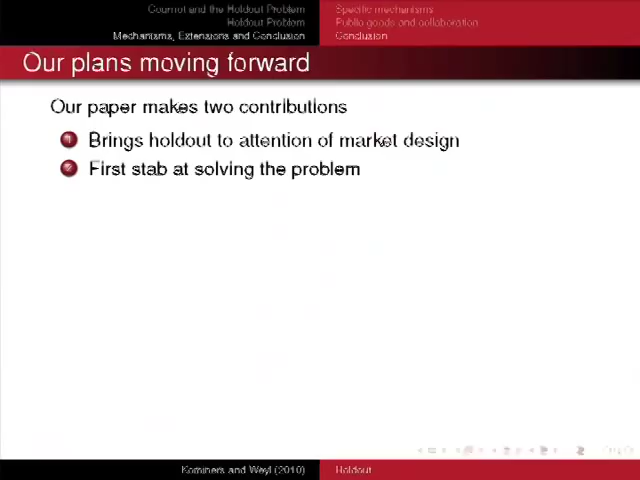 Cournot and the Holdout Problem
Holdout Problem
Mechanisms, Extensions and Conclusion
Specific mechanisms
Public goods and collaboration
Conclusion
Our plans moving forward
Our paper makes two contributions
1 Brings holdout to attention of market design
2 First stab at solving the problem
Kominers and Weyl (2010)
Holdout